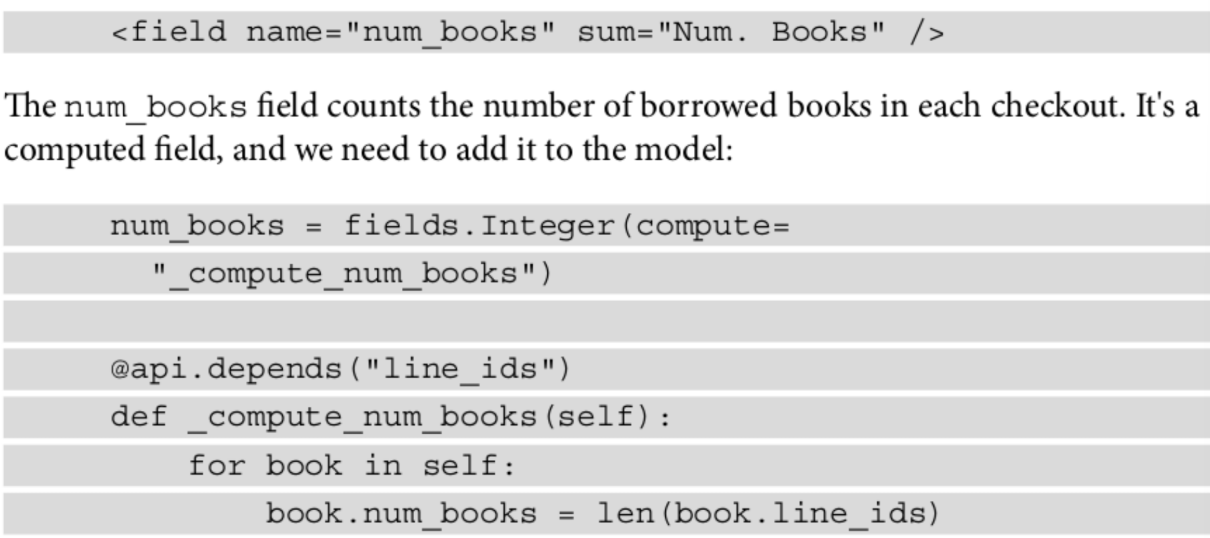 <field name="num_books" sum="Num. Books" />
The num_books field counts the number of borrowed books in each checkout. It's a
computed field, and we need to add it to the model:
num_books = fields.Integer(compute=
"_compute_num_books")
@api.depends("line_ids")
def _compute_num_books(self):
for book in self:
book.num_books = len(book.line_ids)